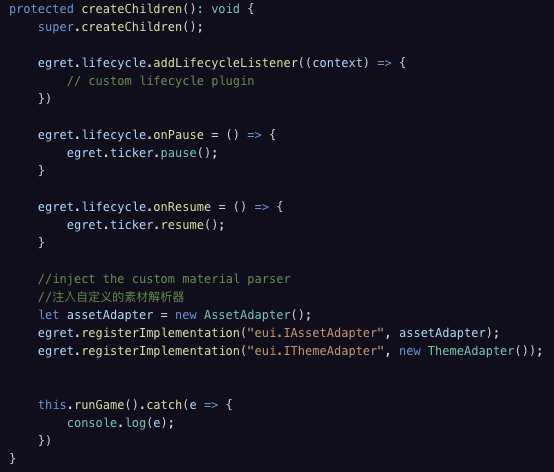 protected createChildren(): void {
    super.createChildren();

    egret.lifecycle.addLifecycleListener((context) => {
        // custom lifecycle plugin
    })

    egret.lifecycle.onPause = () => {
        egret.ticker.pause();
    }

    egret.lifecycle.onResume = () => {
        egret.ticker.resume();
    }

    //inject the custom material parser
    //注入自定义的素材解析器
    let assetAdapter = new AssetAdapter();
    egret.registerImplementation("eui.IAssetAdapter", assetAdapter);
    egret.registerImplementation("eui.IThemeAdapter", new ThemeAdapter());


    this.runGame().catch(e => {
        console.log(e);
    })
}